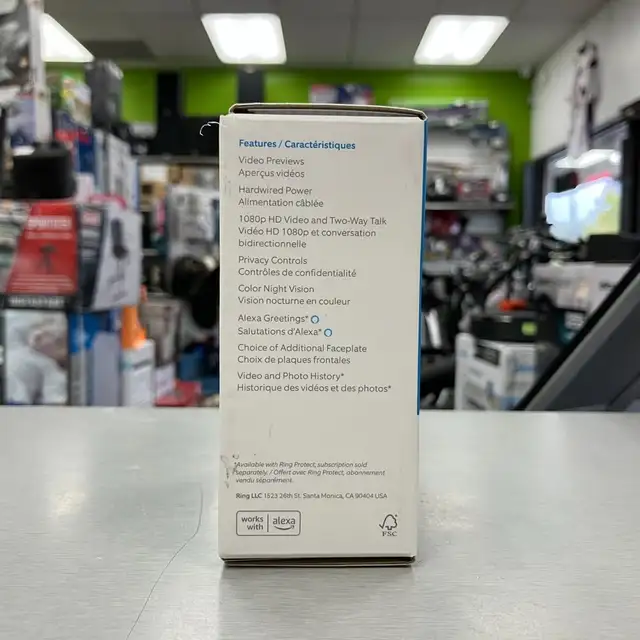 Features / Caractéristiques
Video Previews
Aperçus vidéos
Hardwired Power
Alimentation câblée
1080p HD Video and Two-Way Talk
Vidéo HD 1080p et conversation
bidirectionnelle
Privacy Controls
Contrôles de confidentialité
Color Night Vision
Vision nocturne en couleur
Alexa Greetings*
Salutations d'Alexa*
Choice of Additional Faceplate
Choix de plaques frontales
Video and Photo History*
Historique des vidéos et des photos*
*Available with Ring Protect, subscription sold
separately. / Offert avec Ring Protect, abonnement
vendu séparément.
Ring LLC 1523 26th St. Santa Monica, CA 90404 USA
works
with
alexa
FSC